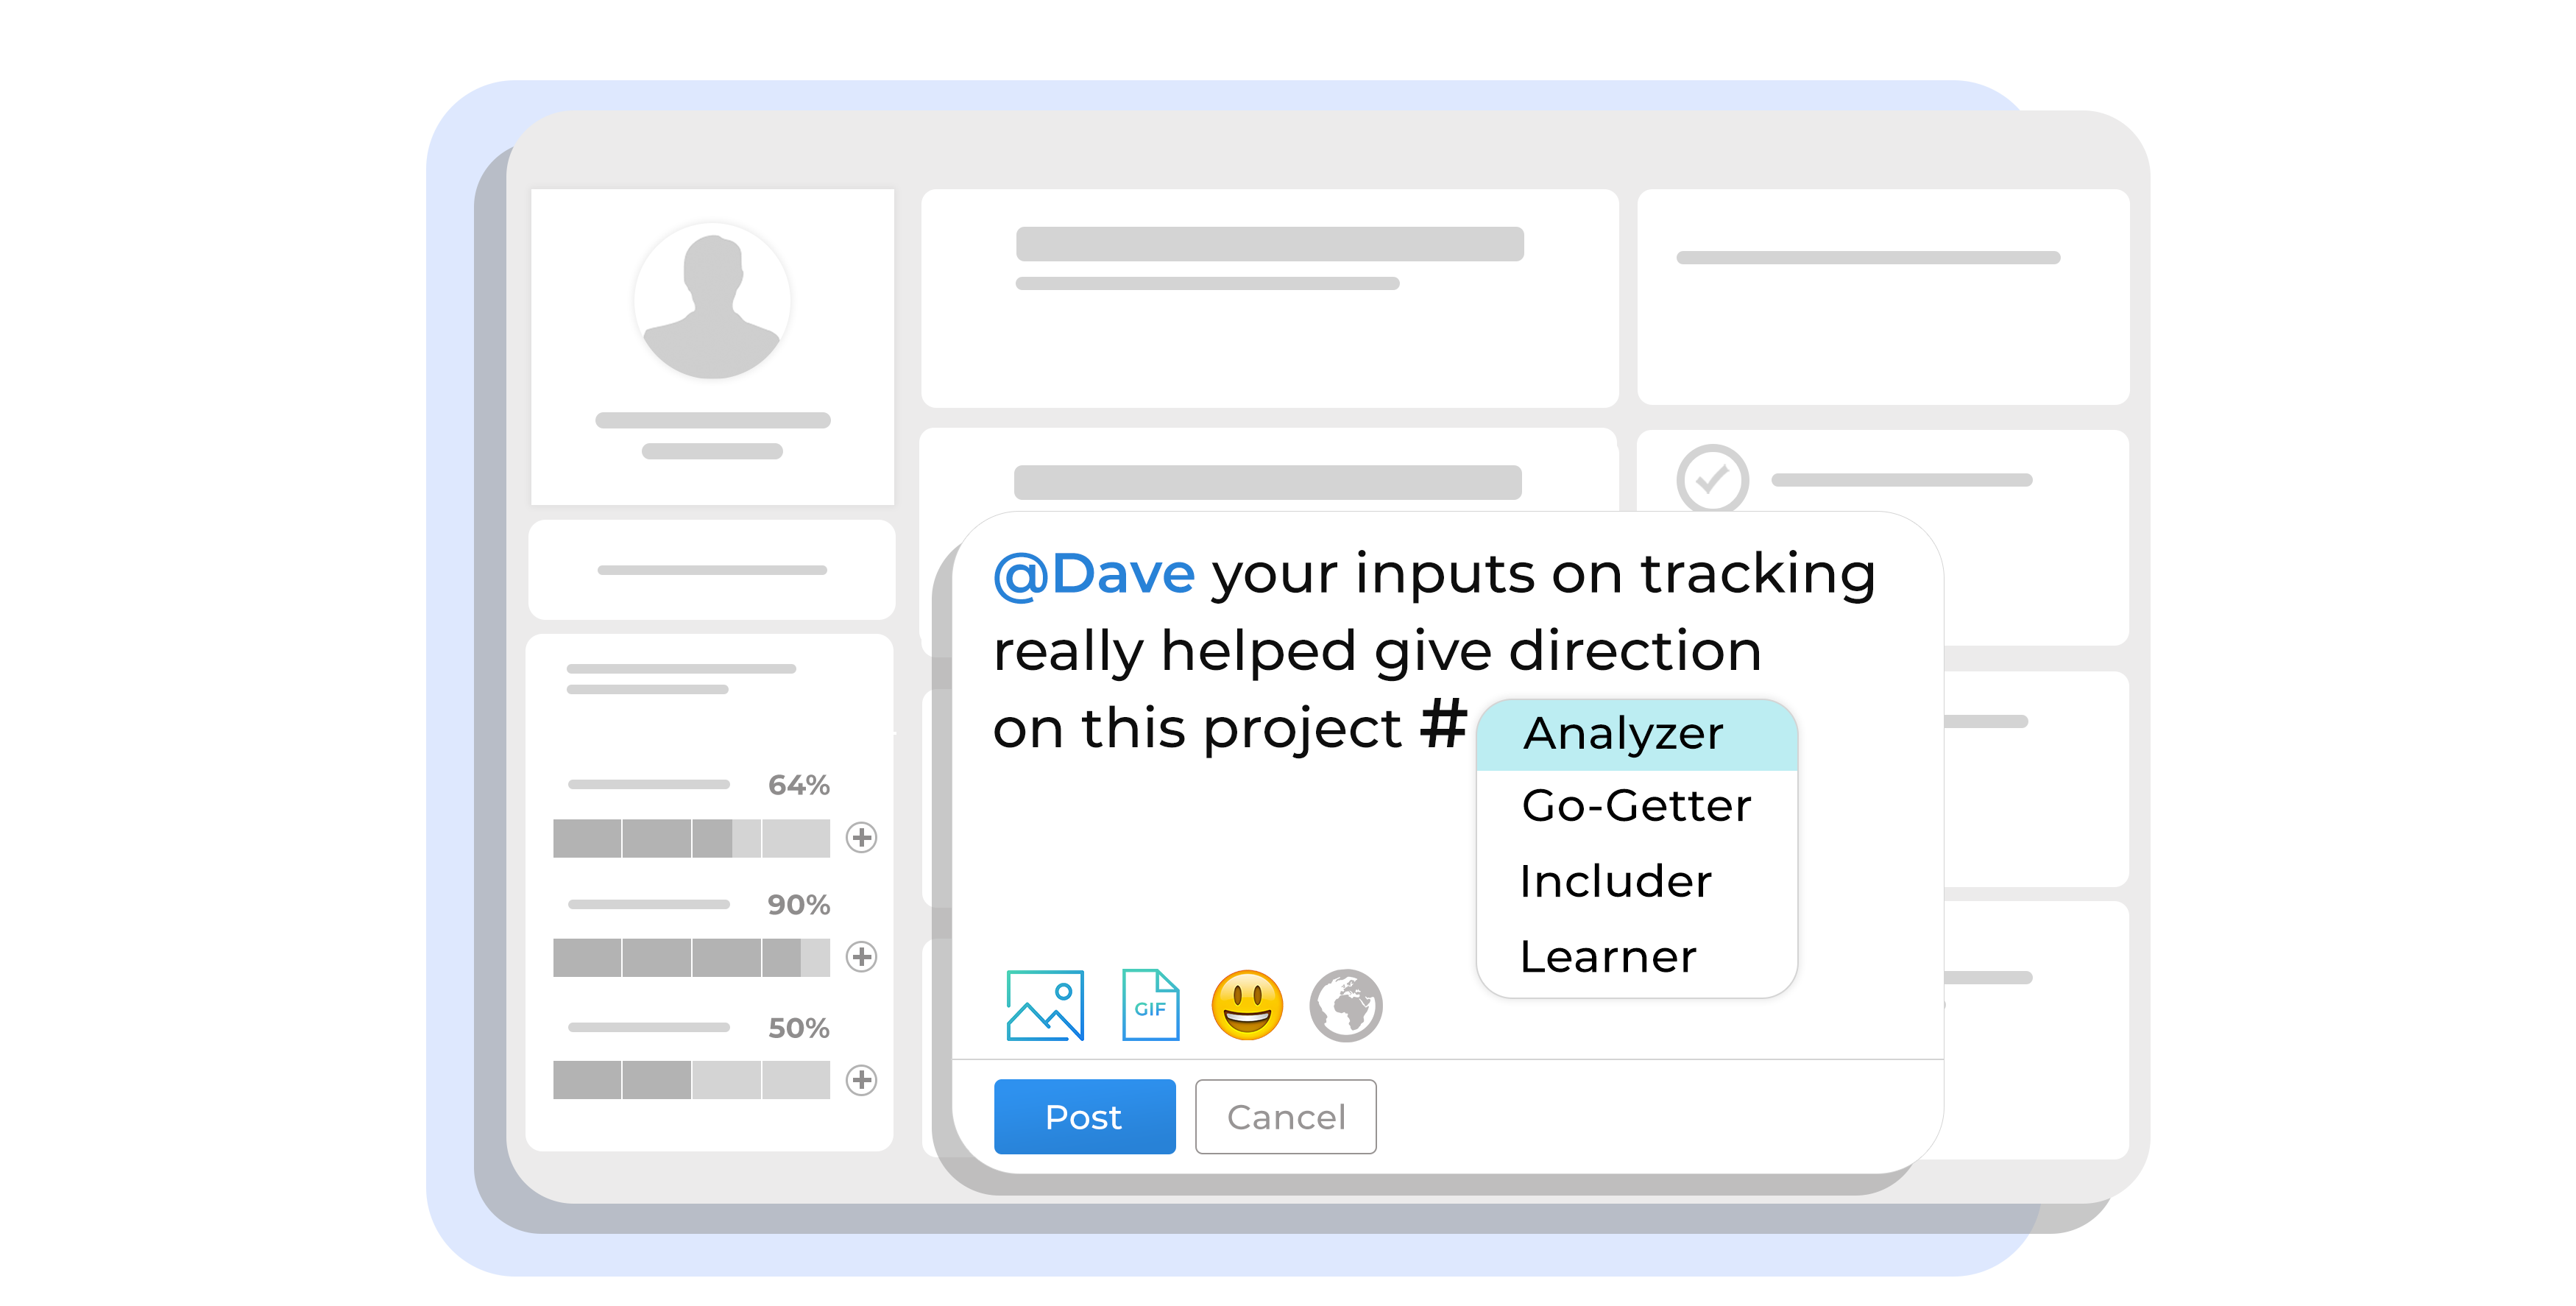 @Dave your inputs on tracking
really helped give direction
on this project #
Analyzer
Go-Getter
Includer
Learner
64%
90%
50%
GIF
Post
Cancel